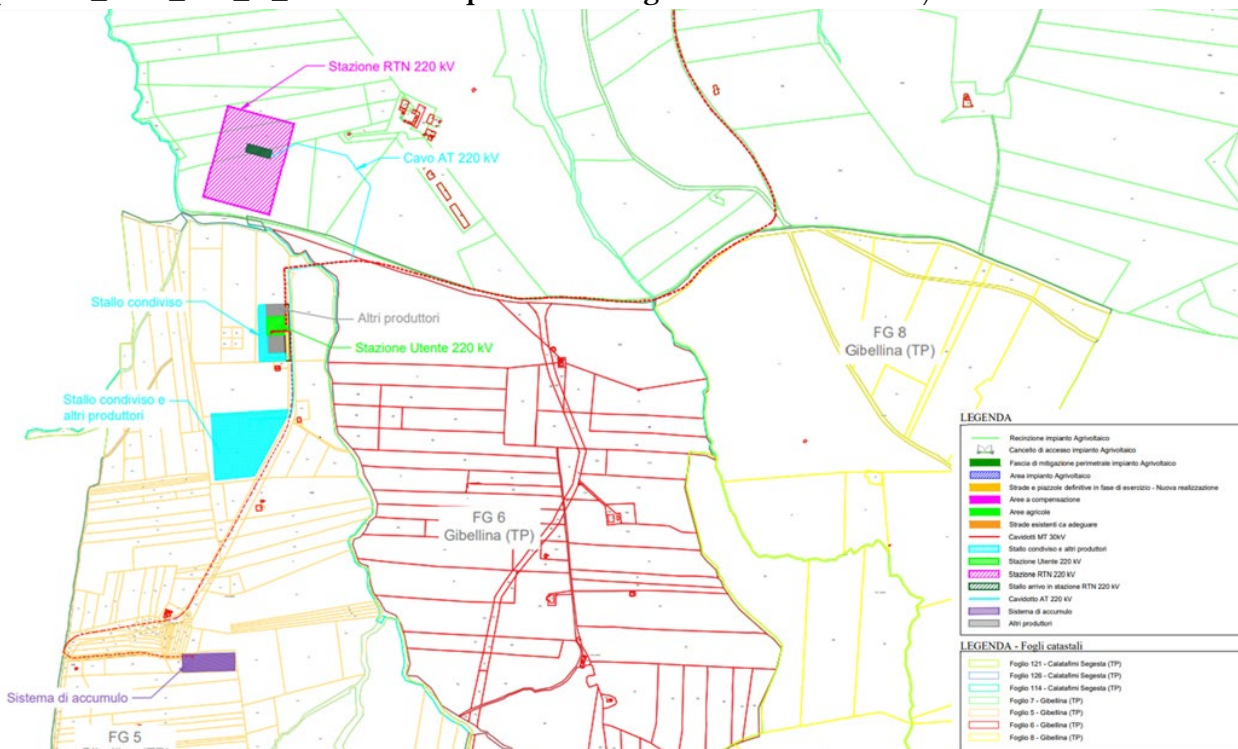 Stazione RTN 220 kV
Cavo AT 220 kV
Stallo condiviso
Altri produttori
Stazione Utente 220 kV
Stallo condiviso e
altri produttori
FG 8
Gibellina (TP)
FG 6
Gibellina (TP)
Sistema di accumulo
FG 5
LEGENDA
Recinzione impianto Agrivoltaico
Cancello di accesso impianto Agrivoltaico
Fascia di mitigazione perimetrale impianto Agrivoltaico
Area impianto Agrivoltaico
Strade e piazzole definitive in fase di esercizio - Nuova realizzazione
Aree a compensazione
Aree agricole
Strade esistenti da adeguare
Cavidotti MT 30kV
Stallo condiviso e altri produttori
Stazione Utente 220 kV
Stazione RTN 220 kV
Stallo arrivo in stazione RTN 220 kV
Cavidotto AT 220 kV
Sistema di accumulo
Altri produttori
LEGENDA - Fogli catastali
Foglio 121 - Calatafimi Segesta (TP)
Foglio 126 - Calatafimi Segesta (TP)
Foglio 114 - Calatafimi Segesta (TP)
Foglio 7 - Gibellina (TP)
Foglio 5 - Gibellina (TP)
Foglio 6 - Gibellina (TP)
Foglio 8 - Gibellina (TP)